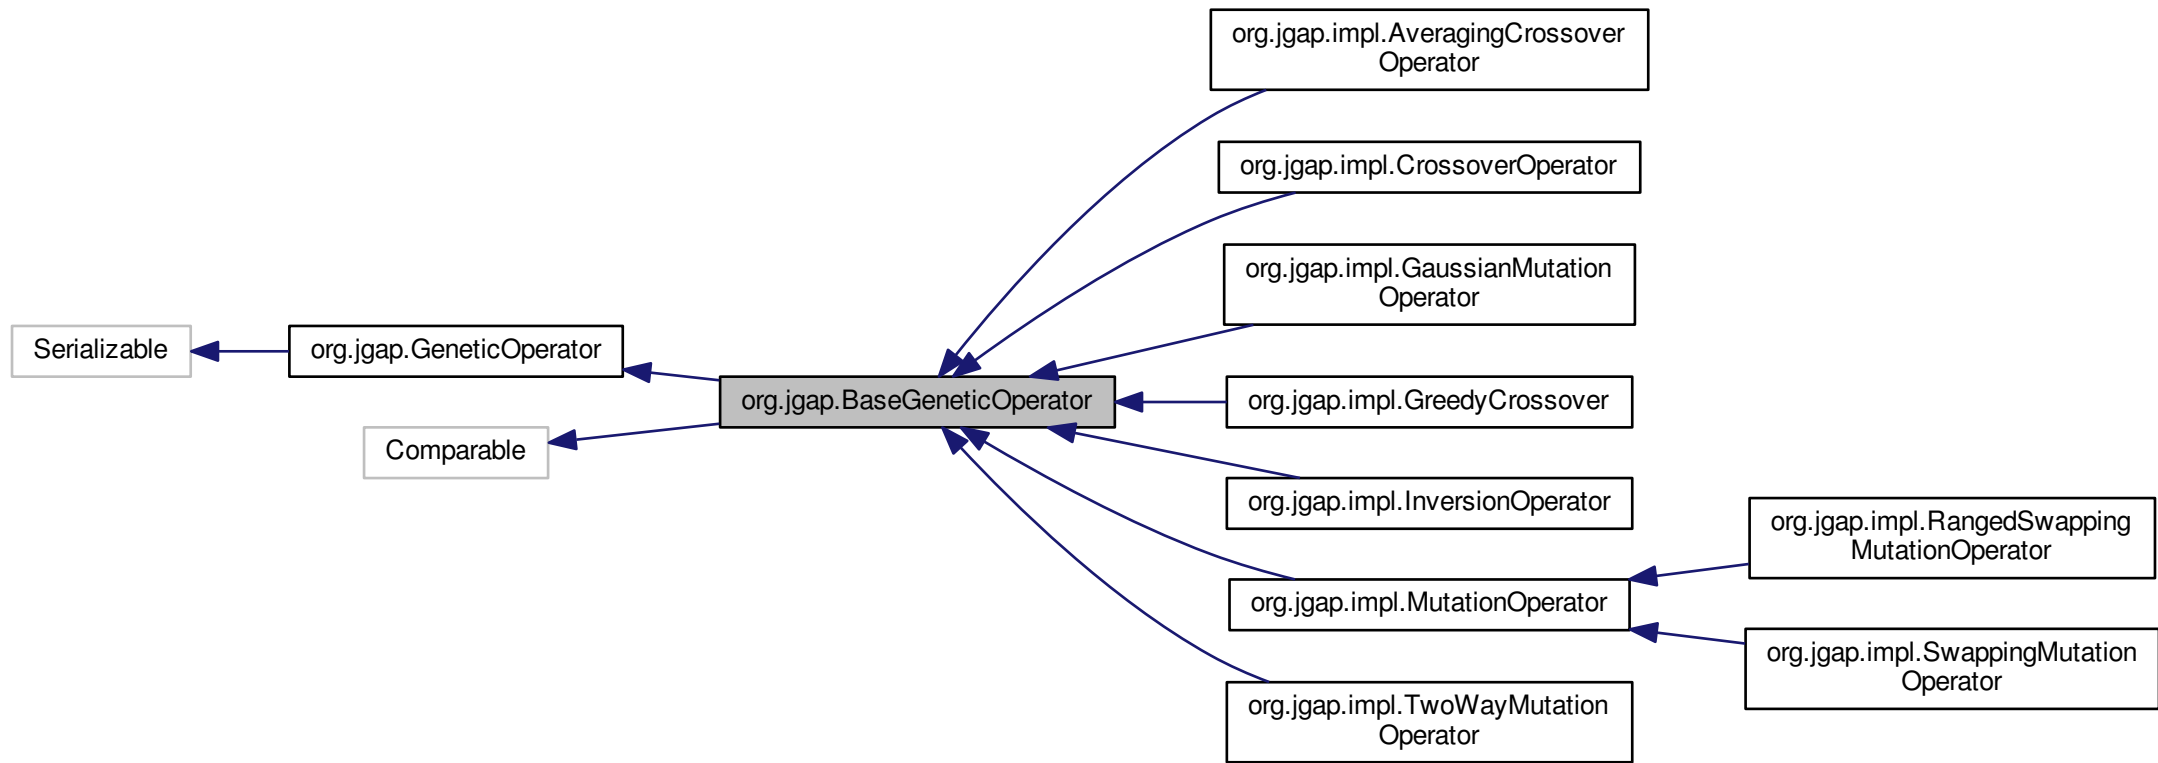 org.jgap.impl.AveragingCrossover
Operator
org.jgap.impl.CrossoverOperator
org.jgap.impl.GaussianMutation
Operator
Serializable
org.jgap.GeneticOperator
org.jgap.BaseGeneticOperator
org.jgap.impl.GreedyCrossover
Comparable
org.jgap.impl.InversionOperator
org.jgap.impl.RangedSwapping
MutationOperator
org.jgap.impl.MutationOperator
org.jgap.impl.SwappingMutation
Operator
org.jgap.impl.TwoWayMutation
Operator